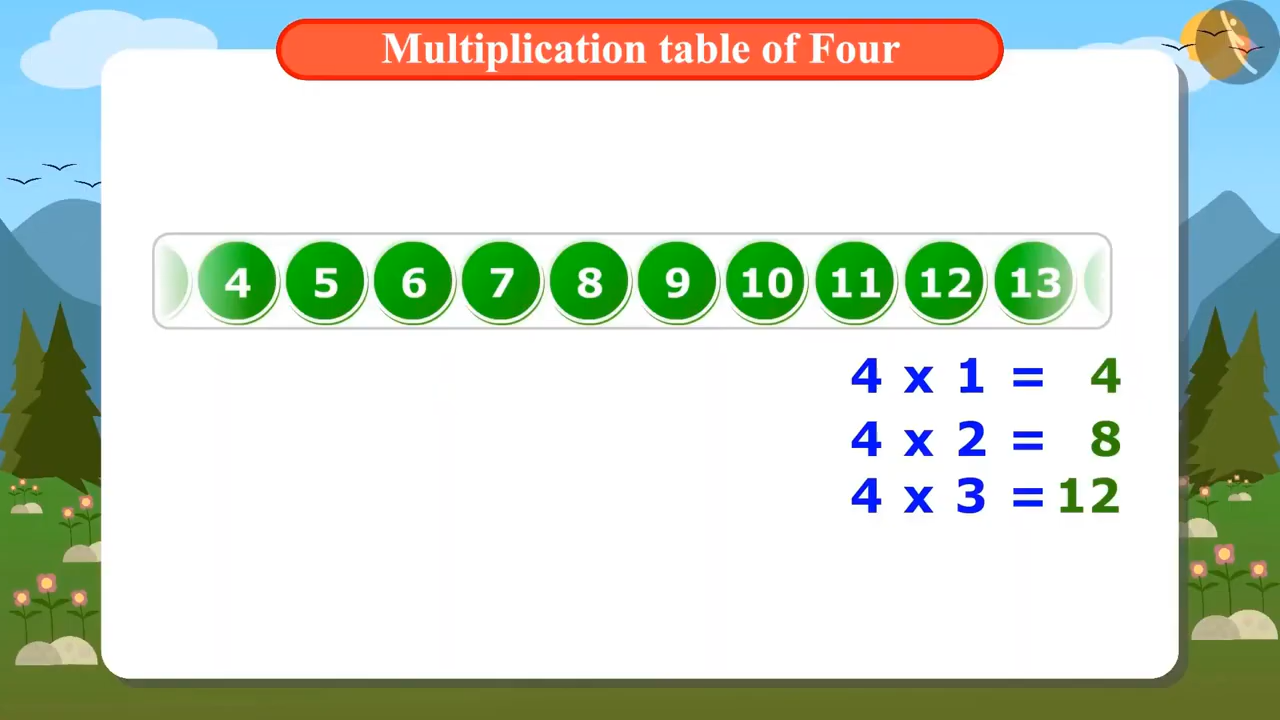 Multiplication table of Four
4 5 6 7 8 9 10 11 12 13
4 x 1 = 4
4 x 2 = 8
4 x 3 = 12